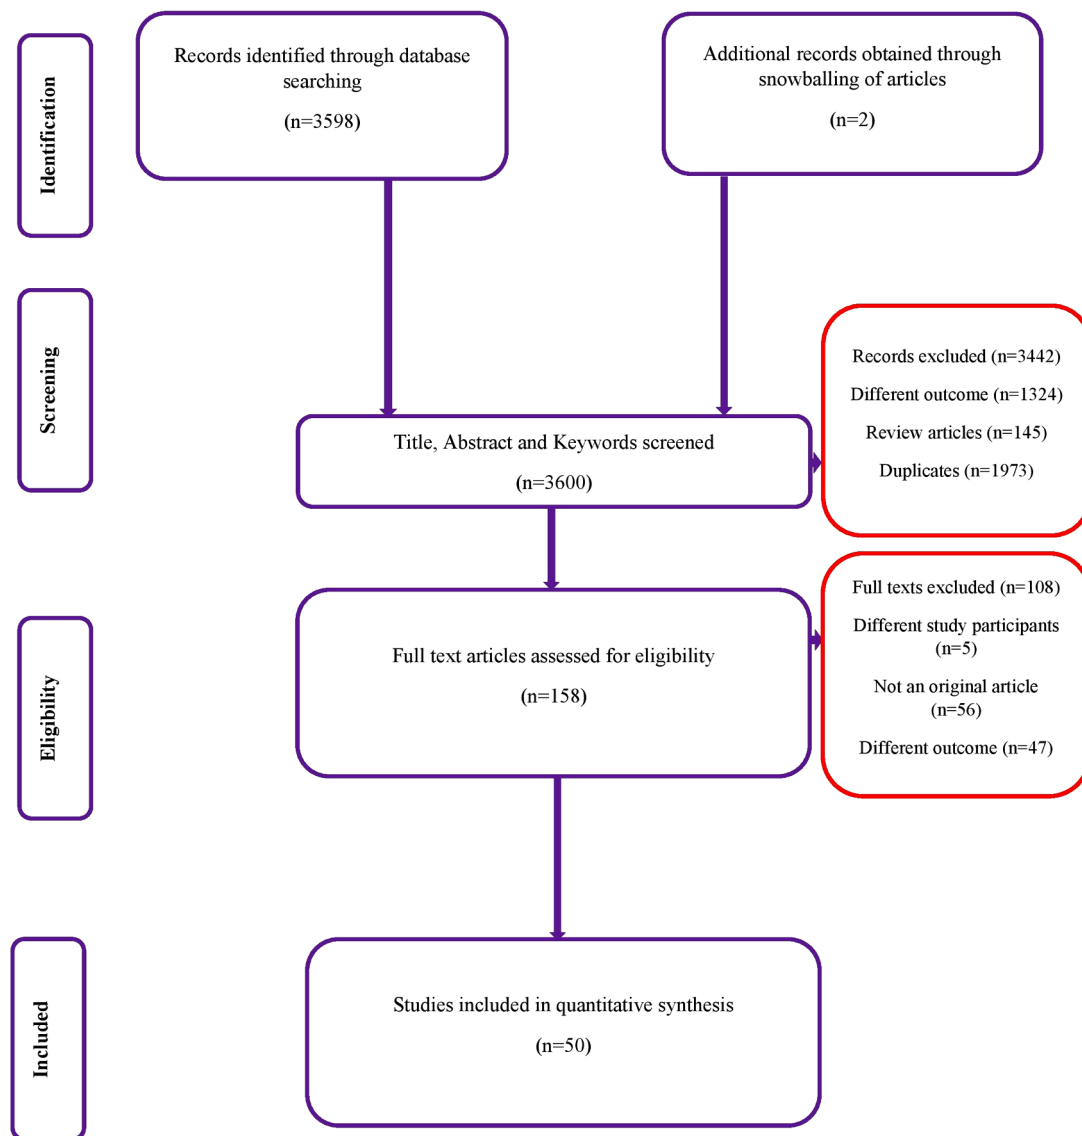 Identification
Records identified through database
searching
(n=3598)
Additional records obtained through
snowballing of articles
(n=2)
Screening
Title, Abstract and Keywords screened
(n=3600)
Records excluded (n=3442)
Different outcome (n=1324)
Review articles (n=145)
Duplicates (n=1973)
Eligibility
Full text articles assessed for eligibility
(n=158)
Full texts excluded (n=108)
Different study participants
(n=5)
Not an original article
(n=56)
Different outcome (n=47)
Included
Studies included in quantitative synthesis
(n=50)